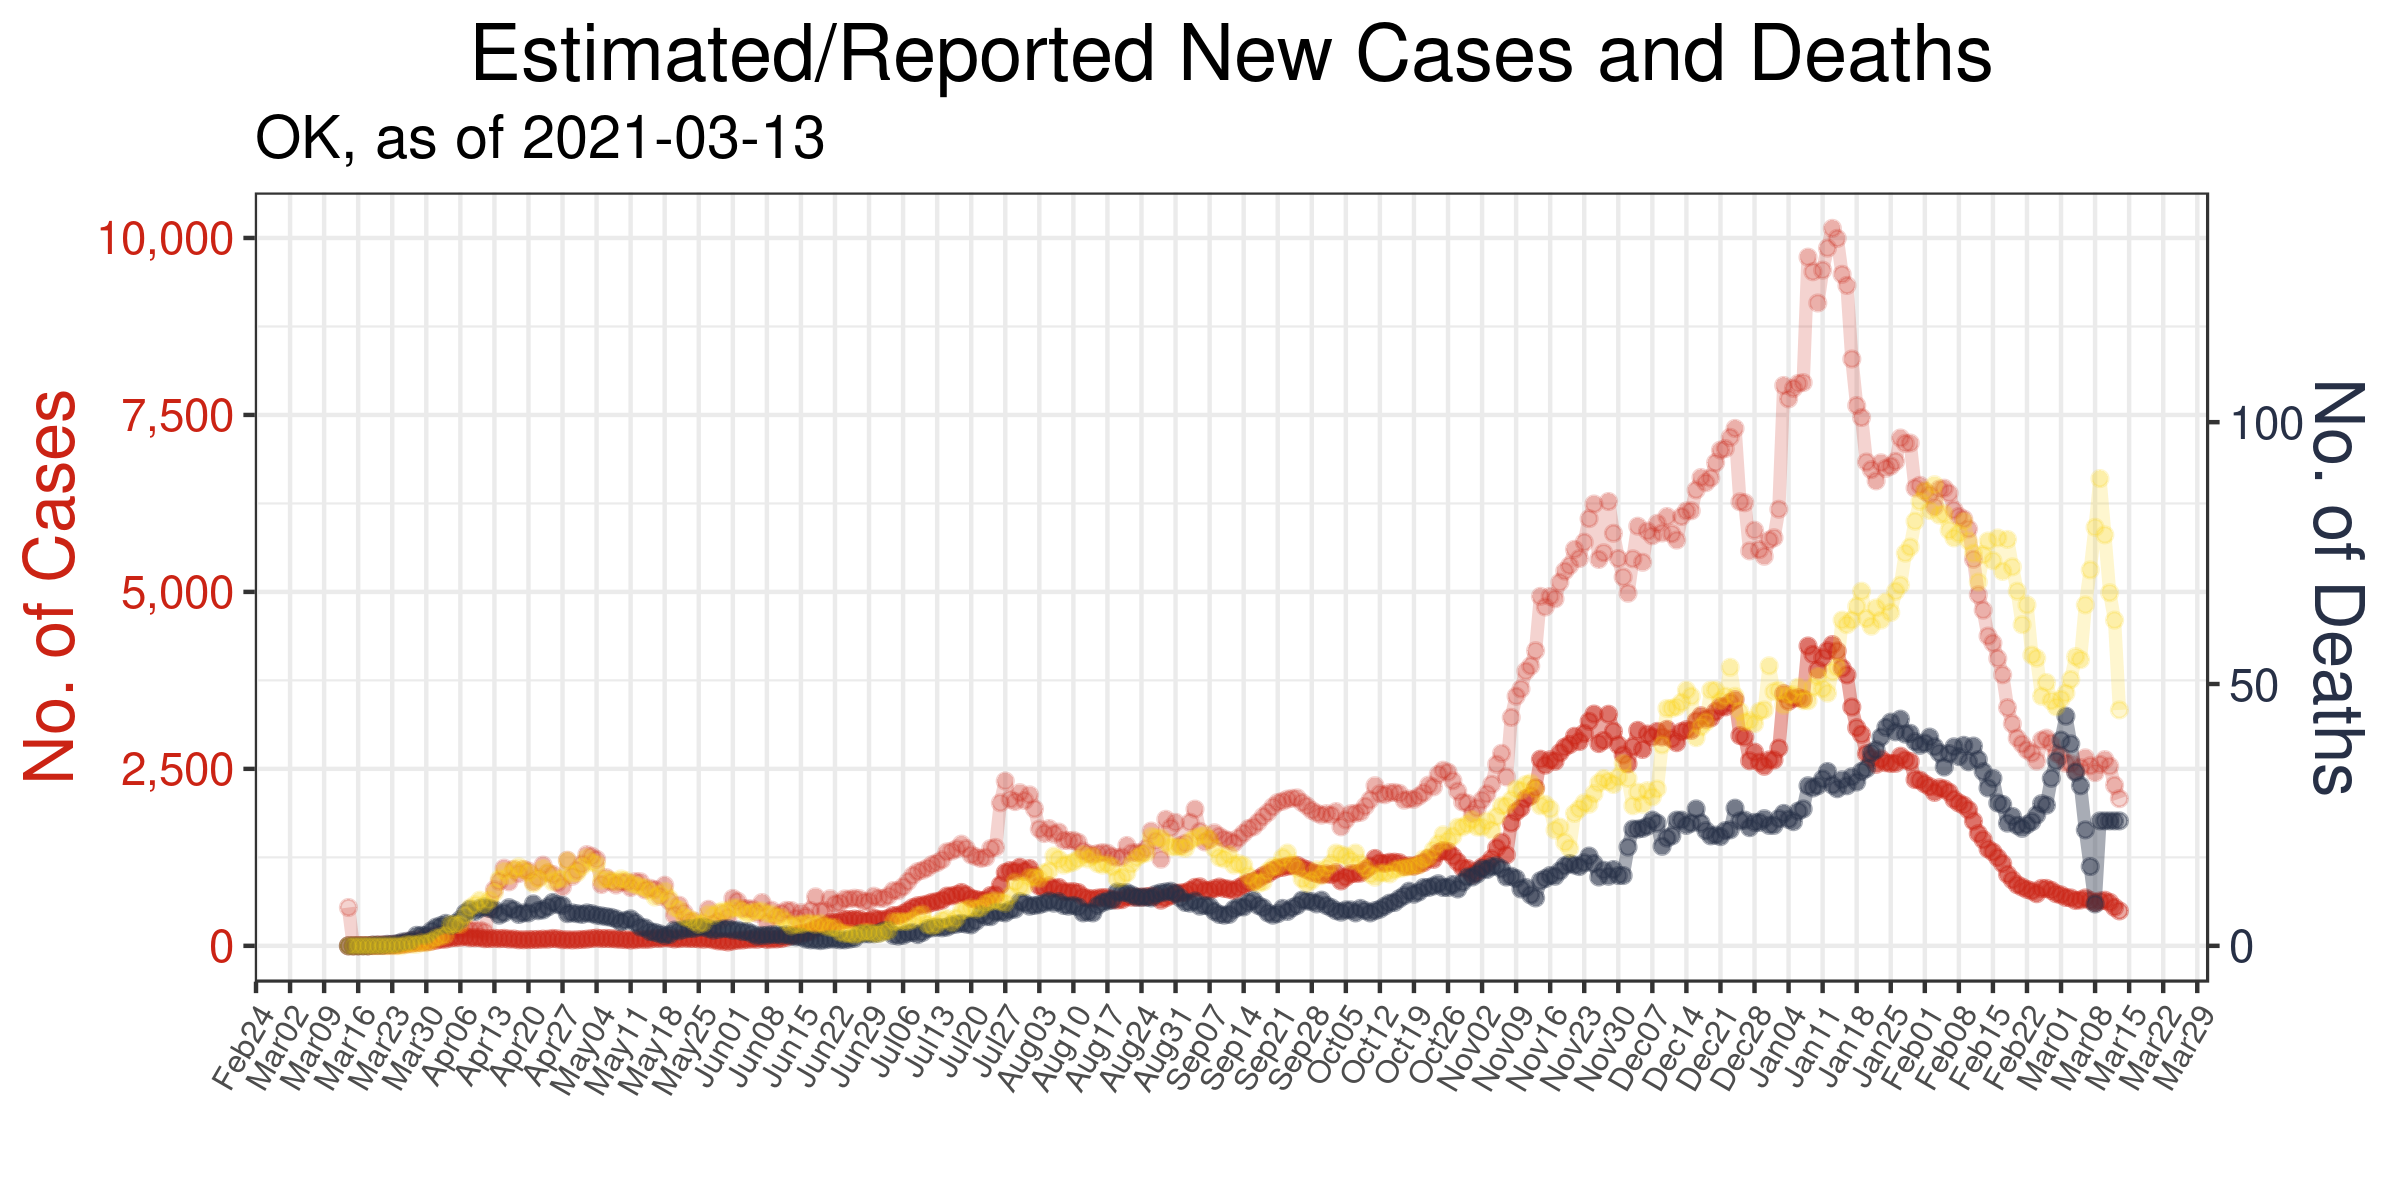 Estimated/Reported New Cases and Deaths
OK, as of 2021-03-13
No. of Cases
10,000
7,500
5,000
2,500
0
No. of Deaths
100
50
0
Feb24
Mar02
Mar09
Mar16
Mar23
Mar30
Apr06
Apr13
Apr20
Apr27
May04
May11
May18
May25
Jun01
Jun08
Jun15
Jun22
Jun29
Jul06
Jul13
Jul20
Jul27
Aug03
Aug10
Aug17
Aug24
Aug31
Sep07
Sep14
Sep21
Sep28
Oct05
Oct12
Oct19
Oct26
Nov02
Nov09
Nov16
Nov23
Nov30
Dec07
Dec14
Dec21
Dec28
Jan04
Jan11
Jan18
Jan25
Feb01
Feb08
Feb15
Feb22
Mar01
Mar08
Mar15
Mar22
Mar29